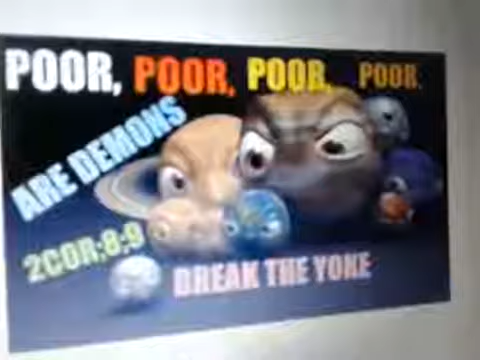 POOR, POOR, POOR, POOR.
ARE DEMONS
2COR:8;9
BREAK THE YOKE